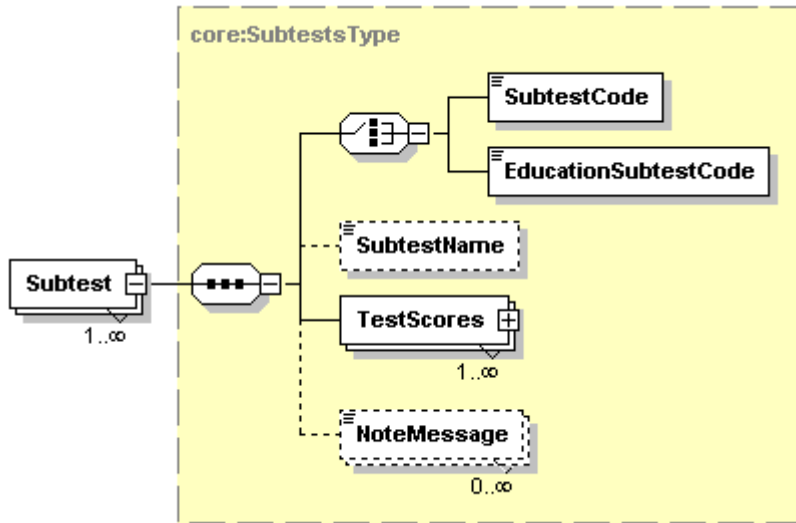 core:SubtestsType
SubtestCode
EducationSubtestCode
SubtestName
Subtest
1..∞
TestScores
1..∞
NoteMessage
0..∞